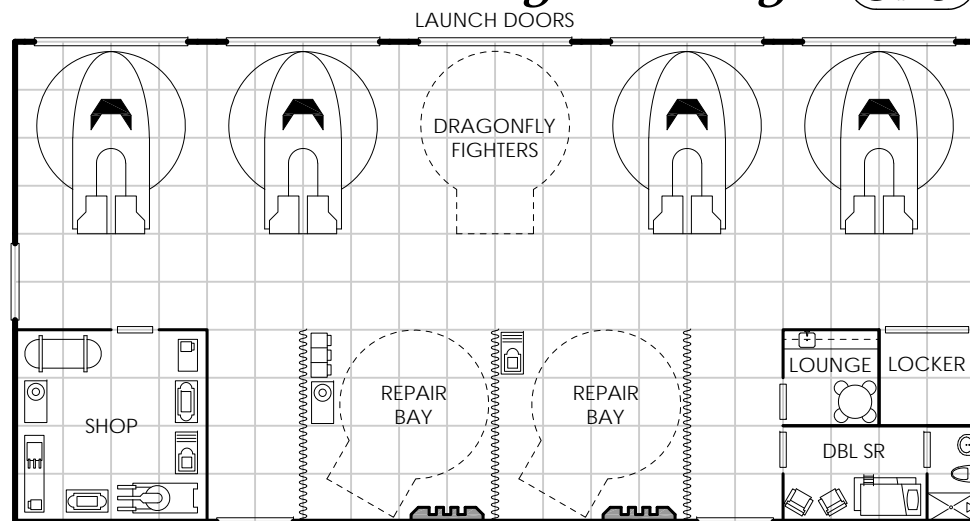 LAUNCH DOORS
DRAGONFLY
FIGHTERS
REPAIR
BAY
REPAIR
BAY
LOUNGE
LOCKER
SHOP
DBL SR